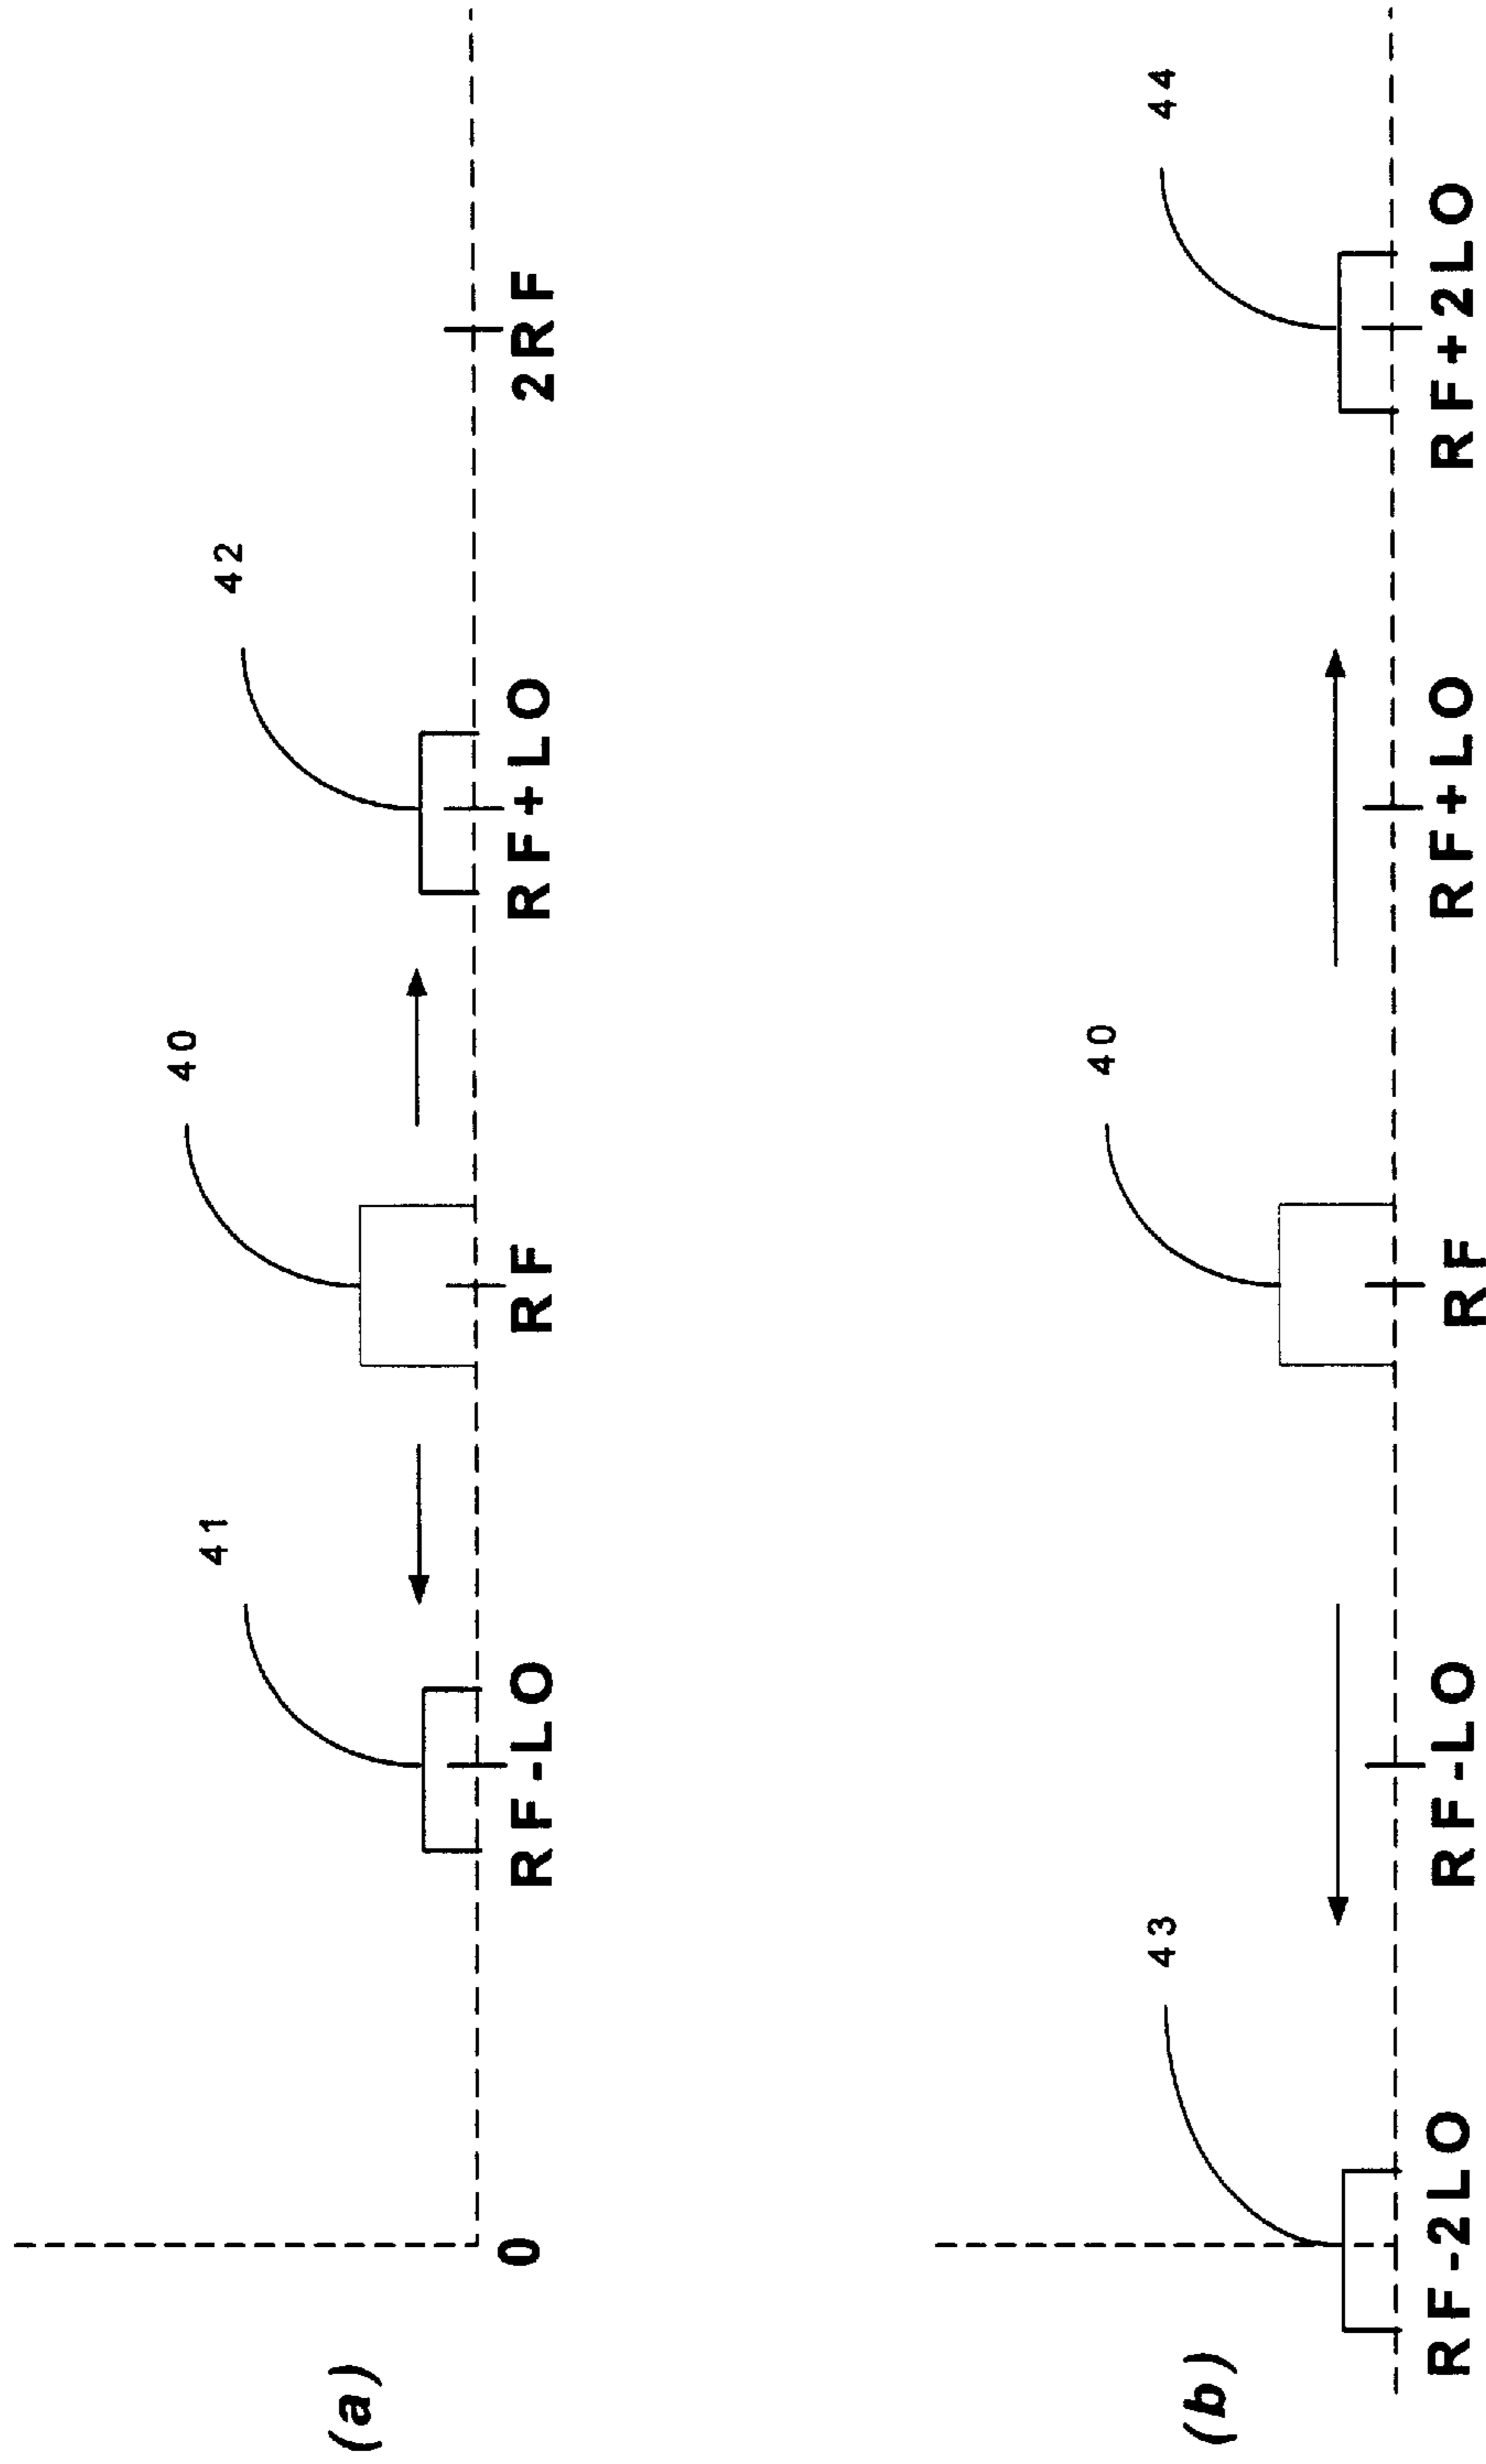 (a)
41
40
42
0
RF-LO
RF
RF+LO
2RF
(b)
43
40
44
RF-2LO
RF-LO
RF
RF+LO
RF+2LO